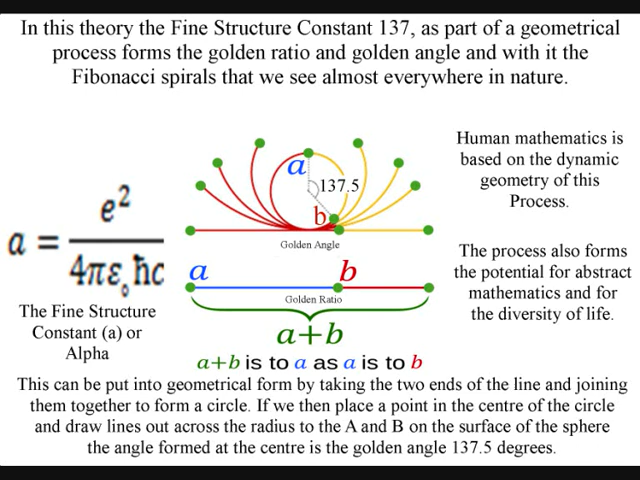 In this theory the Fine Structure Constant 137, as part of a geometrical
process forms the golden ratio and golden angle and with it the
Fibonacci spirals that we see almost everywhere in nature.
Human mathematics is
based on the dynamic
geometry of this
Process.
The process also forms
the potential for abstract
mathematics and for
the diversity of life.
a = e² / 4πε₀ħc
The Fine Structure
Constant (a) or
Alpha
a
137.5
b
Golden Angle
a b
Golden Ratio
a+b
a+b is to a as a is to b
This can be put into geometrical form by taking the two ends of the line and joining
them together to form a circle. If we then place a point in the centre of the circle
and draw lines out across the radius to the A and B on the surface of the sphere
the angle formed at the centre is the golden angle 137.5 degrees.